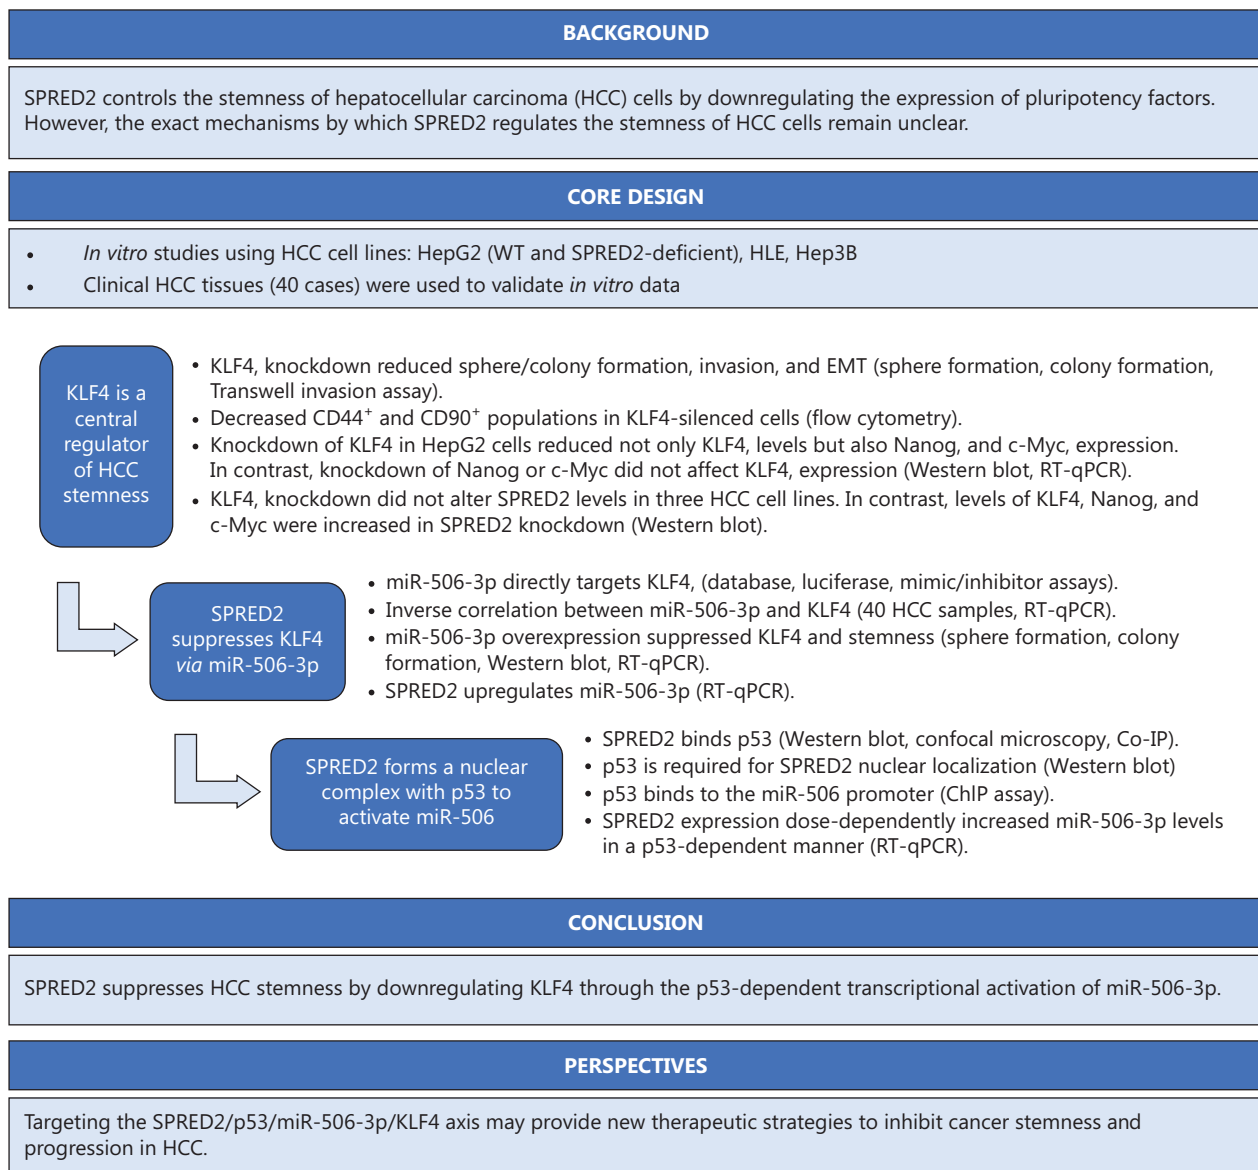 BACKGROUND
SPRED2 controls the stemness of hepatocellular carcinoma (HCC) cells by downregulating the expression of pluripotency factors.
However, the exact mechanisms by which SPRED2 regulates the stemness of HCC cells remain unclear.
CORE DESIGN
• In vitro studies using HCC cell lines: HepG2 (WT and SPRED2-deficient), HLE, Hep3B
• Clinical HCC tissues (40 cases) were used to validate in vitro data
KLF4 is a
central
regulator
of HCC
stemness
• KLF4, knockdown reduced sphere/colony formation, invasion, and EMT (sphere formation, colony formation,
Transwell invasion assay).
• Decreased CD44⁺ and CD90⁺ populations in KLF4-silenced cells (flow cytometry).
• Knockdown of KLF4 in HepG2 cells reduced not only KLF4, levels but also Nanog, and c-Myc, expression.
In contrast, knockdown of Nanog or c-Myc did not affect KLF4, expression (Western blot, RT-qPCR).
• KLF4, knockdown did not alter SPRED2 levels in three HCC cell lines. In contrast, levels of KLF4, Nanog, and
c-Myc were increased in SPRED2 knockdown (Western blot).
SPRED2
suppresses KLF4
via miR-506-3p
• miR-506-3p directly targets KLF4, (database, luciferase, mimic/inhibitor assays).
• Inverse correlation between miR-506-3p and KLF4 (40 HCC samples, RT-qPCR).
• miR-506-3p overexpression suppressed KLF4 and stemness (sphere formation, colony
formation, Western blot, RT-qPCR).
• SPRED2 upregulates miR-506-3p (RT-qPCR).
SPRED2 forms a nuclear
complex with p53 to
activate miR-506
• SPRED2 binds p53 (Western blot, confocal microscopy, Co-IP).
• p53 is required for SPRED2 nuclear localization (Western blot)
• p53 binds to the miR-506 promoter (ChIP assay).
• SPRED2 expression dose-dependently increased miR-506-3p levels
in a p53-dependent manner (RT-qPCR).
CONCLUSION
SPRED2 suppresses HCC stemness by downregulating KLF4 through the p53-dependent transcriptional activation of miR-506-3p.
PERSPECTIVES
Targeting the SPRED2/p53/miR-506-3p/KLF4 axis may provide new therapeutic strategies to inhibit cancer stemness and
progression in HCC.